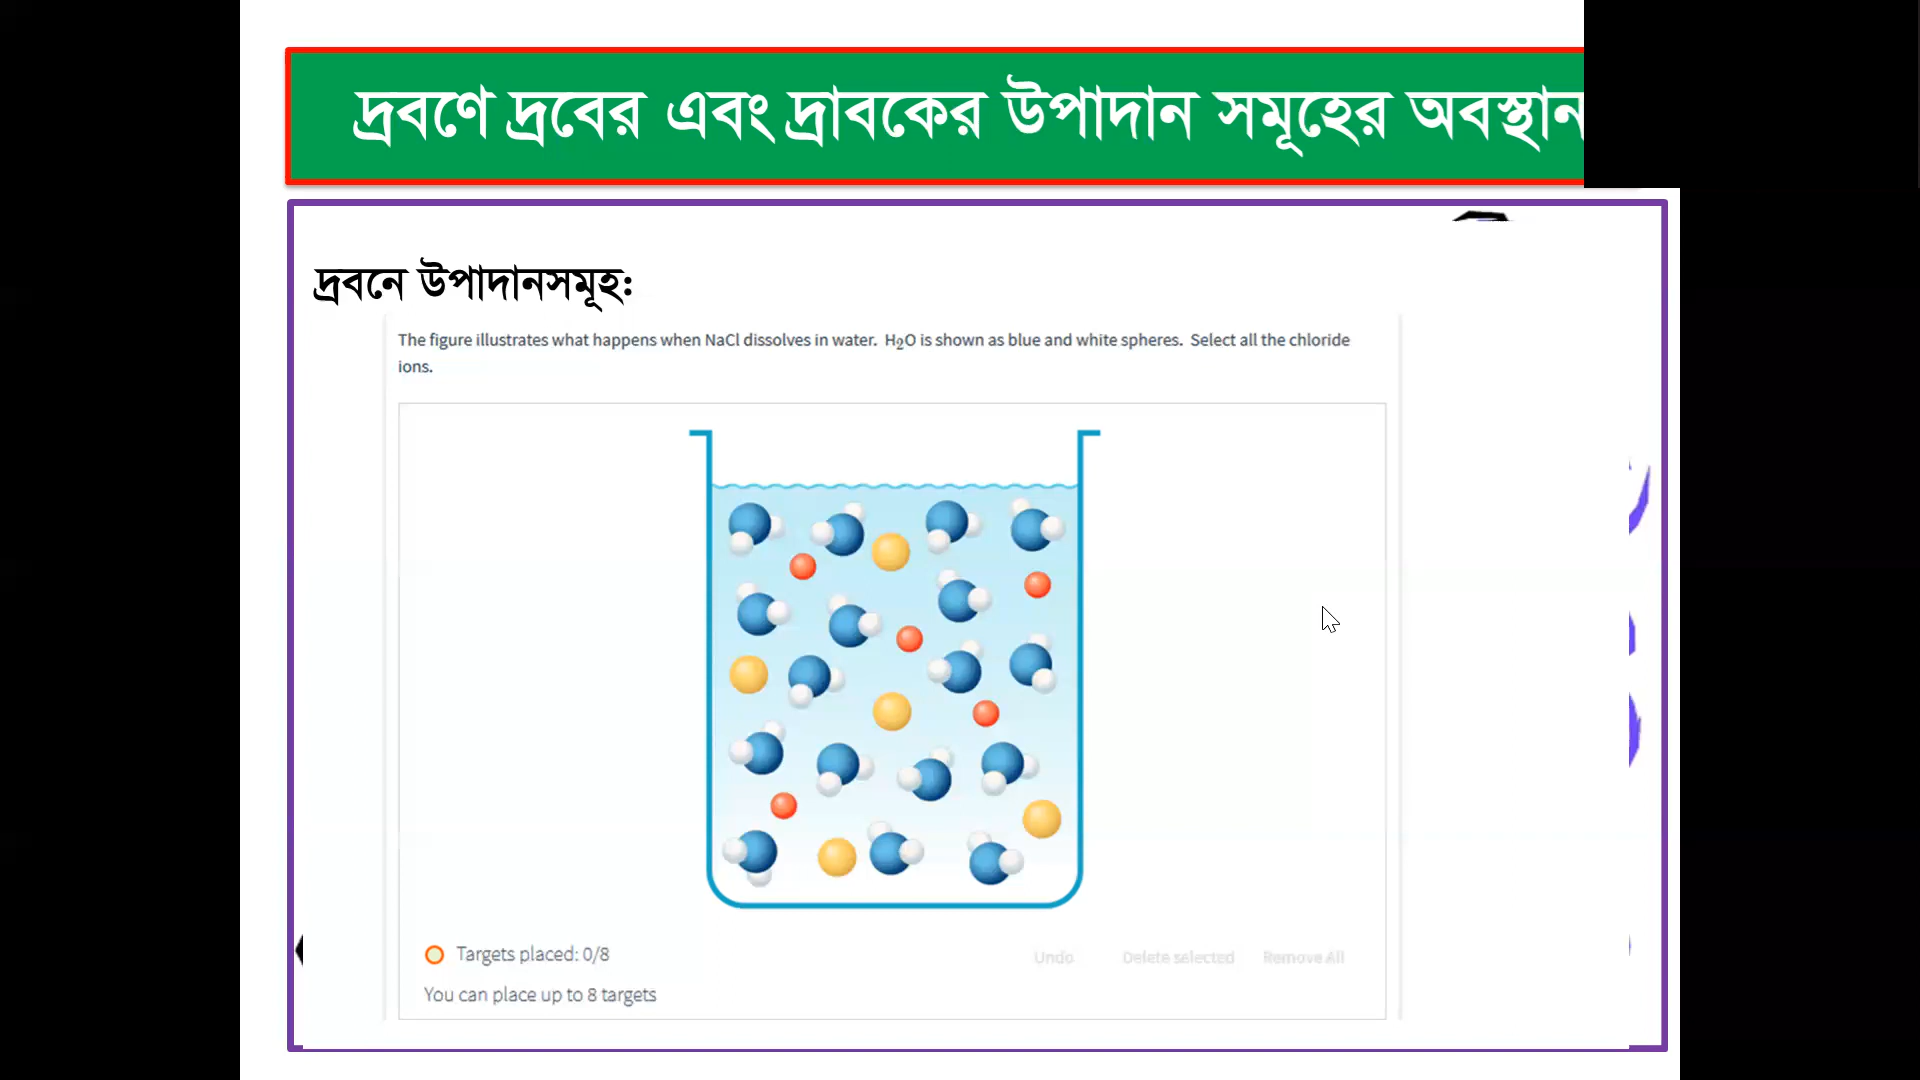 দ্রবণে দ্রবের এবং দ্রাবকের উপাদান সমূহের অবস্থান
দ্রবনে উপাদানসমূহঃ
The figure illustrates what happens when NaCl dissolves in water. H₂O is shown as blue and white spheres. Select all the chloride
ions.
Targets placed: 0/8
Undo Delete selected Remove All
You can place up to 8 targets